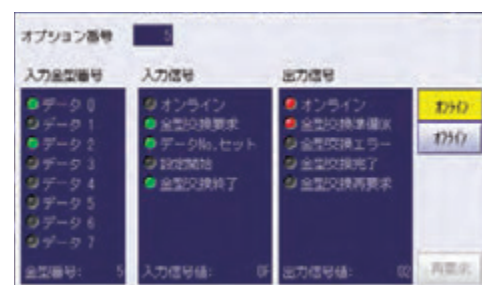 オプション番号 5
入力金型番号
データ 0
データ 1
データ 2
データ 3
データ 4
データ 5
データ 6
データ 7
金型番号: 5
入力信号
オンライン
金型交換要求
データNo.セット
設定開始
金型交換終了
入力信号値: 0F
出力信号
オンライン
金型交換準備OK
金型交換エラー
金型交換完了
金型交換再要求
出力信号値: 02
オンライン
オフライン
再要求